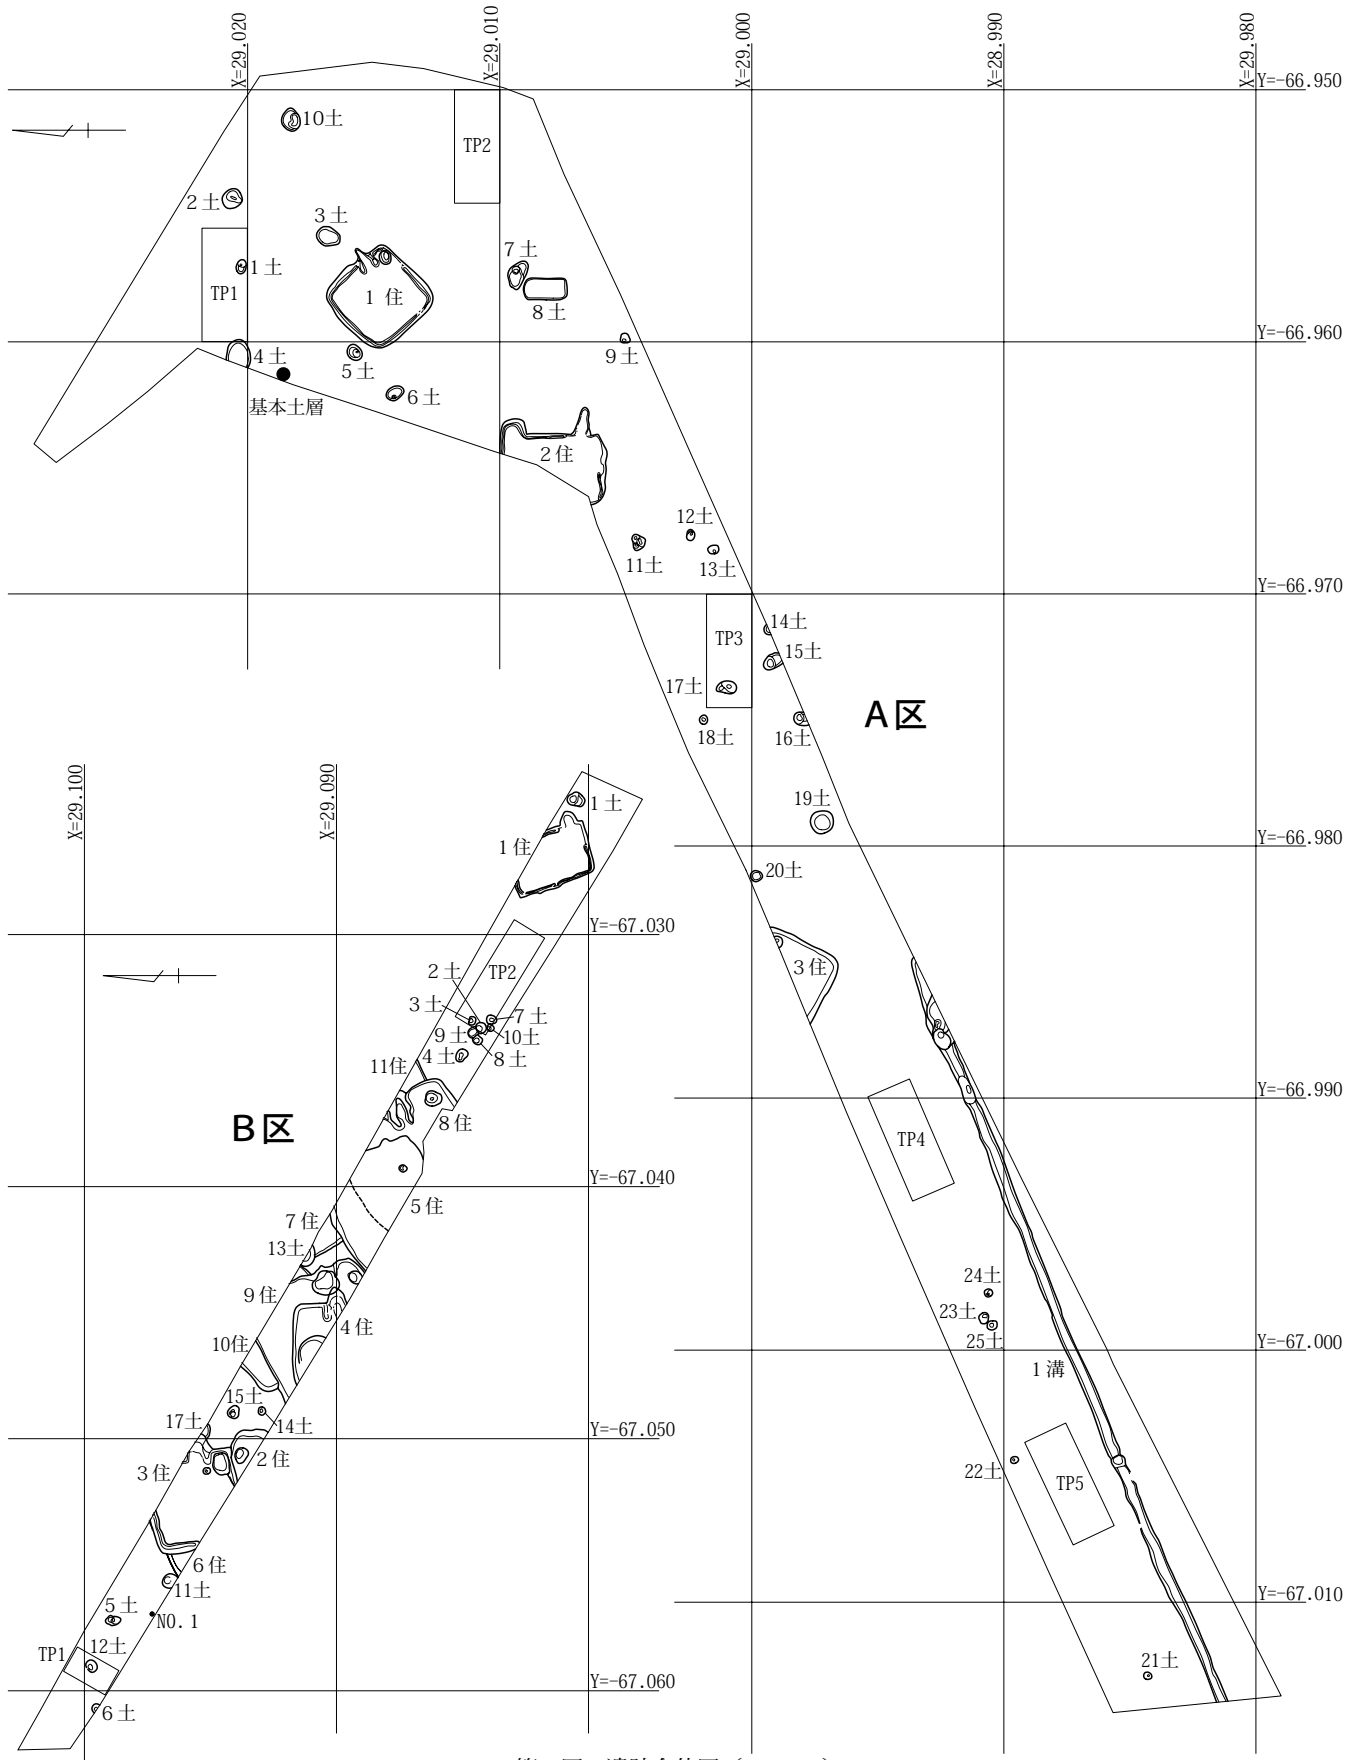 X=29.020
X=29.010
X=29.000
X=28.990
X=29.980
Y=-66.950
10土
TP2
2土
3土
7土
1土
TP1
1住
8土
Y=-66.960
4土
5土
9土
6土
基本土層
2住
12土
11土
13土
Y=-66.970
14土
TP3
15土
17土
A区
18土
16土
X=29.100
X=29.090
19土
1土
1住
Y=-66.980
20土
Y=-67.030
3住
2土
TP2
3土
7土
9土
10土
4土
8土
11住
Y=-66.990
B区
8住
TP4
Y=-67.040
5住
7住
13土
24土
9住
23土
4住
25土
10住
Y=-67.000
1溝
15土
17土
14土
Y=-67.050
2住
3住
22土
TP5
6住
11土
Y=-67.010
5土
NO.1
12土
TP1
21土
Y=-67.060
6土